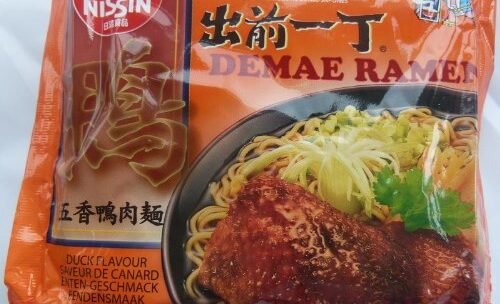 NISSIN
日清食品
出前一丁®
DEMAE RAMEN
鴨
五香鴨肉麵
DUCK FLAVOUR
SAVEUR DE CANARD
ENTEN-GESCHMACK
EENDENSMAAK